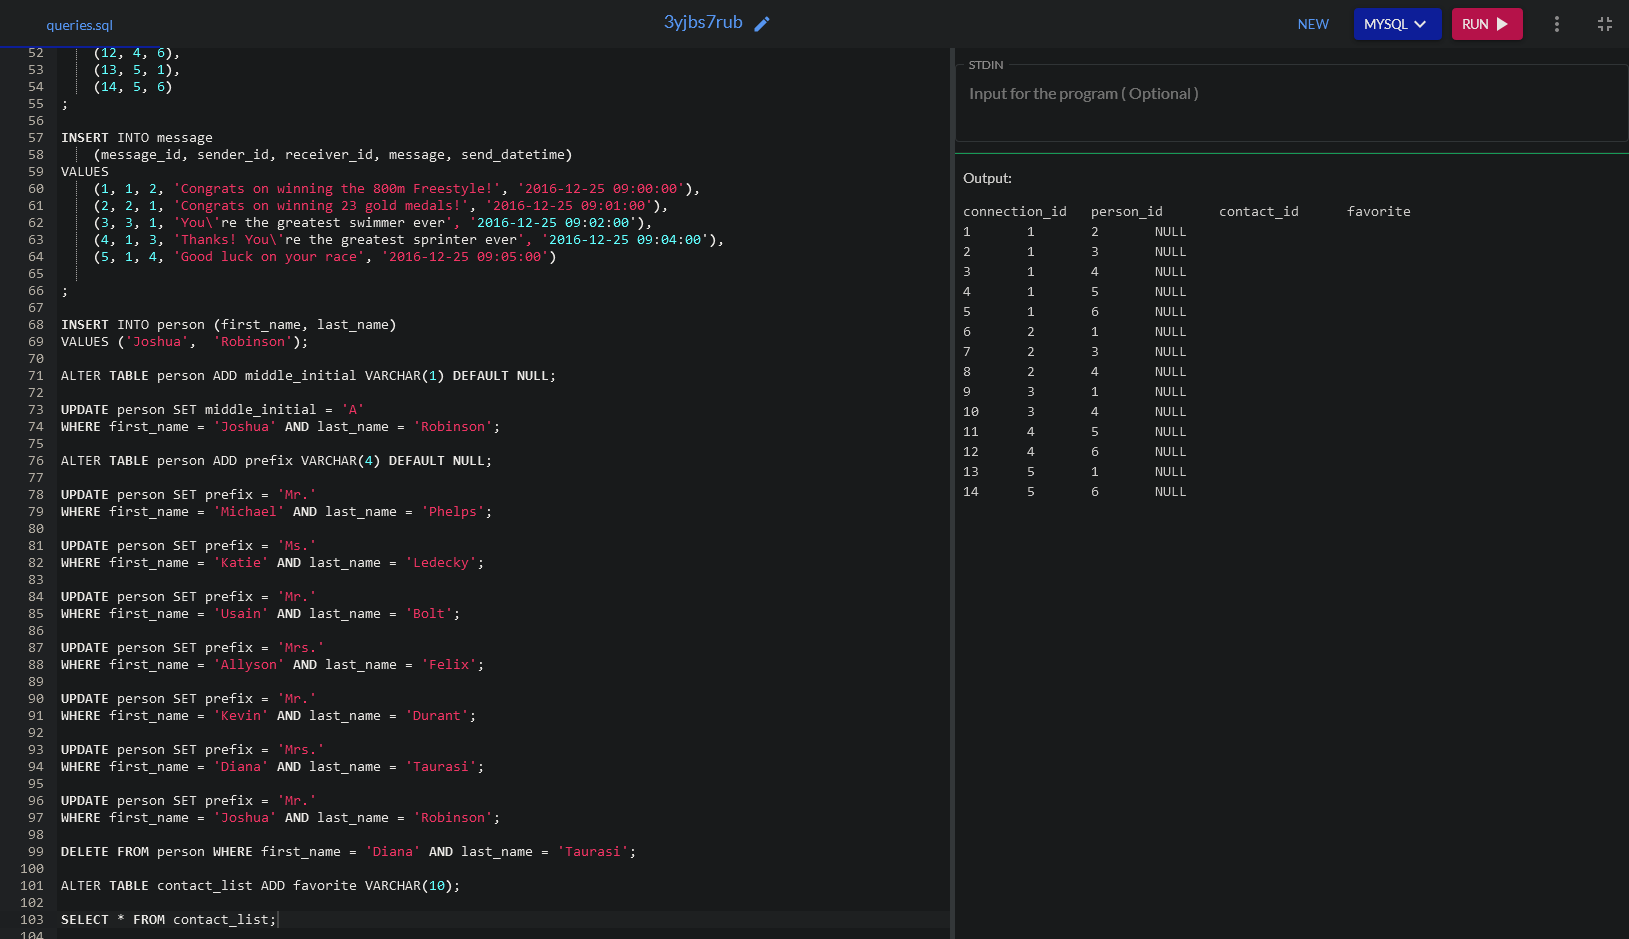 queries.sql
3yjbs7rub
NEW
MYSQL
RUN
52 (12, 4, 6),
53 (13, 5, 1),
54 (14, 5, 6)
55 ;
56
57 INSERT INTO message
58 (message_id, sender_id, receiver_id, message, send_datetime)
59 VALUES
60 (1, 1, 2, 'Congrats on winning the 800m Freestyle!', '2016-12-25 09:00:00'),
61 (2, 2, 1, 'Congrats on winning 23 gold medals!', '2016-12-25 09:01:00'),
62 (3, 3, 1, 'You\'re the greatest swimmer ever', '2016-12-25 09:02:00'),
63 (4, 1, 3, 'Thanks! You\'re the greatest sprinter ever', '2016-12-25 09:04:00'),
64 (5, 1, 4, 'Good luck on your race', '2016-12-25 09:05:00')
65
66 ;
67
68 INSERT INTO person (first_name, last_name)
69 VALUES ('Joshua',  'Robinson');
70
71 ALTER TABLE person ADD middle_initial VARCHAR(1) DEFAULT NULL;
72
73 UPDATE person SET middle_initial = 'A'
74 WHERE first_name = 'Joshua' AND last_name = 'Robinson';
75
76 ALTER TABLE person ADD prefix VARCHAR(4) DEFAULT NULL;
77
78 UPDATE person SET prefix = 'Mr.'
79 WHERE first_name = 'Michael' AND last_name = 'Phelps';
80
81 UPDATE person SET prefix = 'Ms.'
82 WHERE first_name = 'Katie' AND last_name = 'Ledecky';
83
84 UPDATE person SET prefix = 'Mr.'
85 WHERE first_name = 'Usain' AND last_name = 'Bolt';
86
87 UPDATE person SET prefix = 'Mrs.'
88 WHERE first_name = 'Allyson' AND last_name = 'Felix';
89
90 UPDATE person SET prefix = 'Mr.'
91 WHERE first_name = 'Kevin' AND last_name = 'Durant';
92
93 UPDATE person SET prefix = 'Mrs.'
94 WHERE first_name = 'Diana' AND last_name = 'Taurasi';
95
96 UPDATE person SET prefix = 'Mr.'
97 WHERE first_name = 'Joshua' AND last_name = 'Robinson';
98
99 DELETE FROM person WHERE first_name = 'Diana' AND last_name = 'Taurasi';
100
101 ALTER TABLE contact_list ADD favorite VARCHAR(10);
102
103 SELECT * FROM contact_list;
104
STDIN
Input for the program ( Optional )
Output:
connection_id person_id contact_id favorite
1 1 2 NULL
2 1 3 NULL
3 1 4 NULL
4 1 5 NULL
5 1 6 NULL
6 2 1 NULL
7 2 3 NULL
8 2 4 NULL
9 3 1 NULL
10 3 4 NULL
11 4 5 NULL
12 4 6 NULL
13 5 1 NULL
14 5 6 NULL